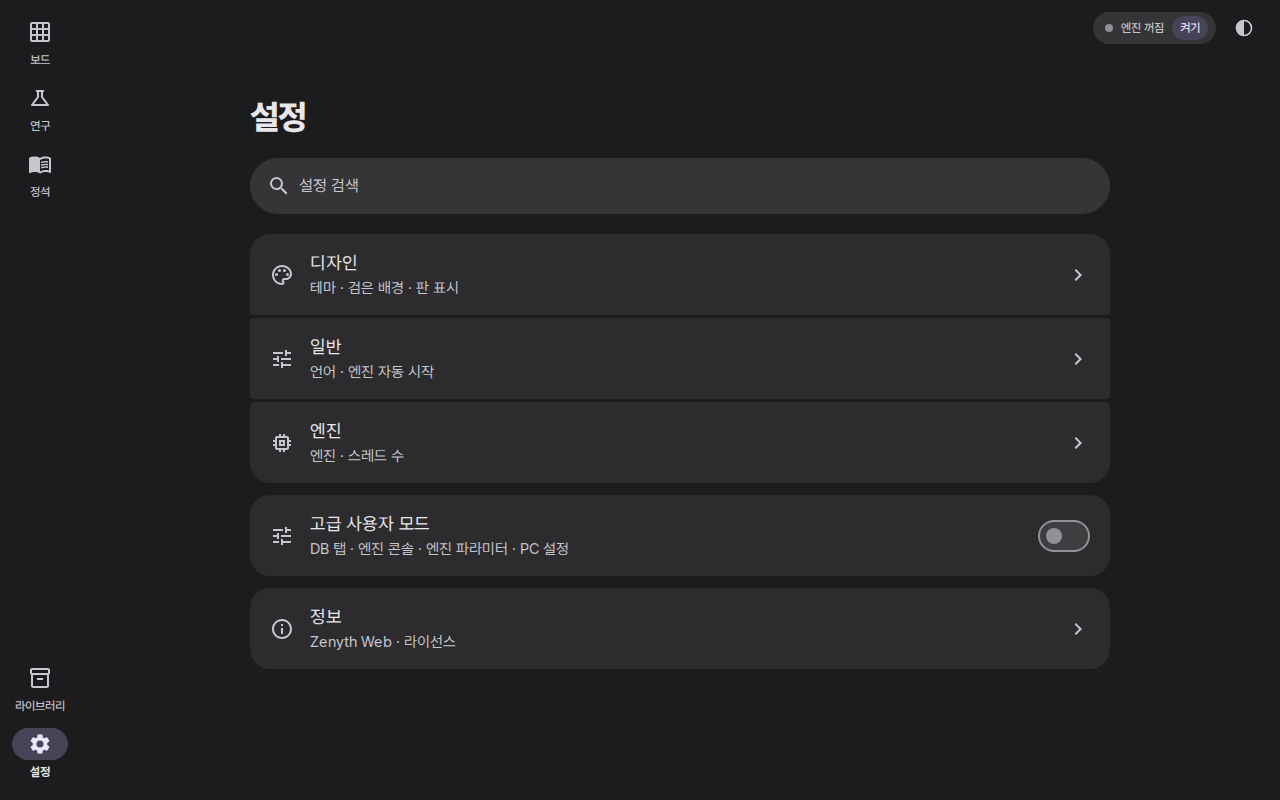 보드
연구
정석
라이브러리
설정
엔진 꺼짐
켜기
설정
설정 검색
디자인
테마 · 검은 배경 · 판 표시
일반
언어 · 엔진 자동 시작
엔진
엔진 · 스레드 수
고급 사용자 모드
DB 탭 · 엔진 콘솔 · 엔진 파라미터 · PC 설정
정보
Zenyth Web · 라이선스